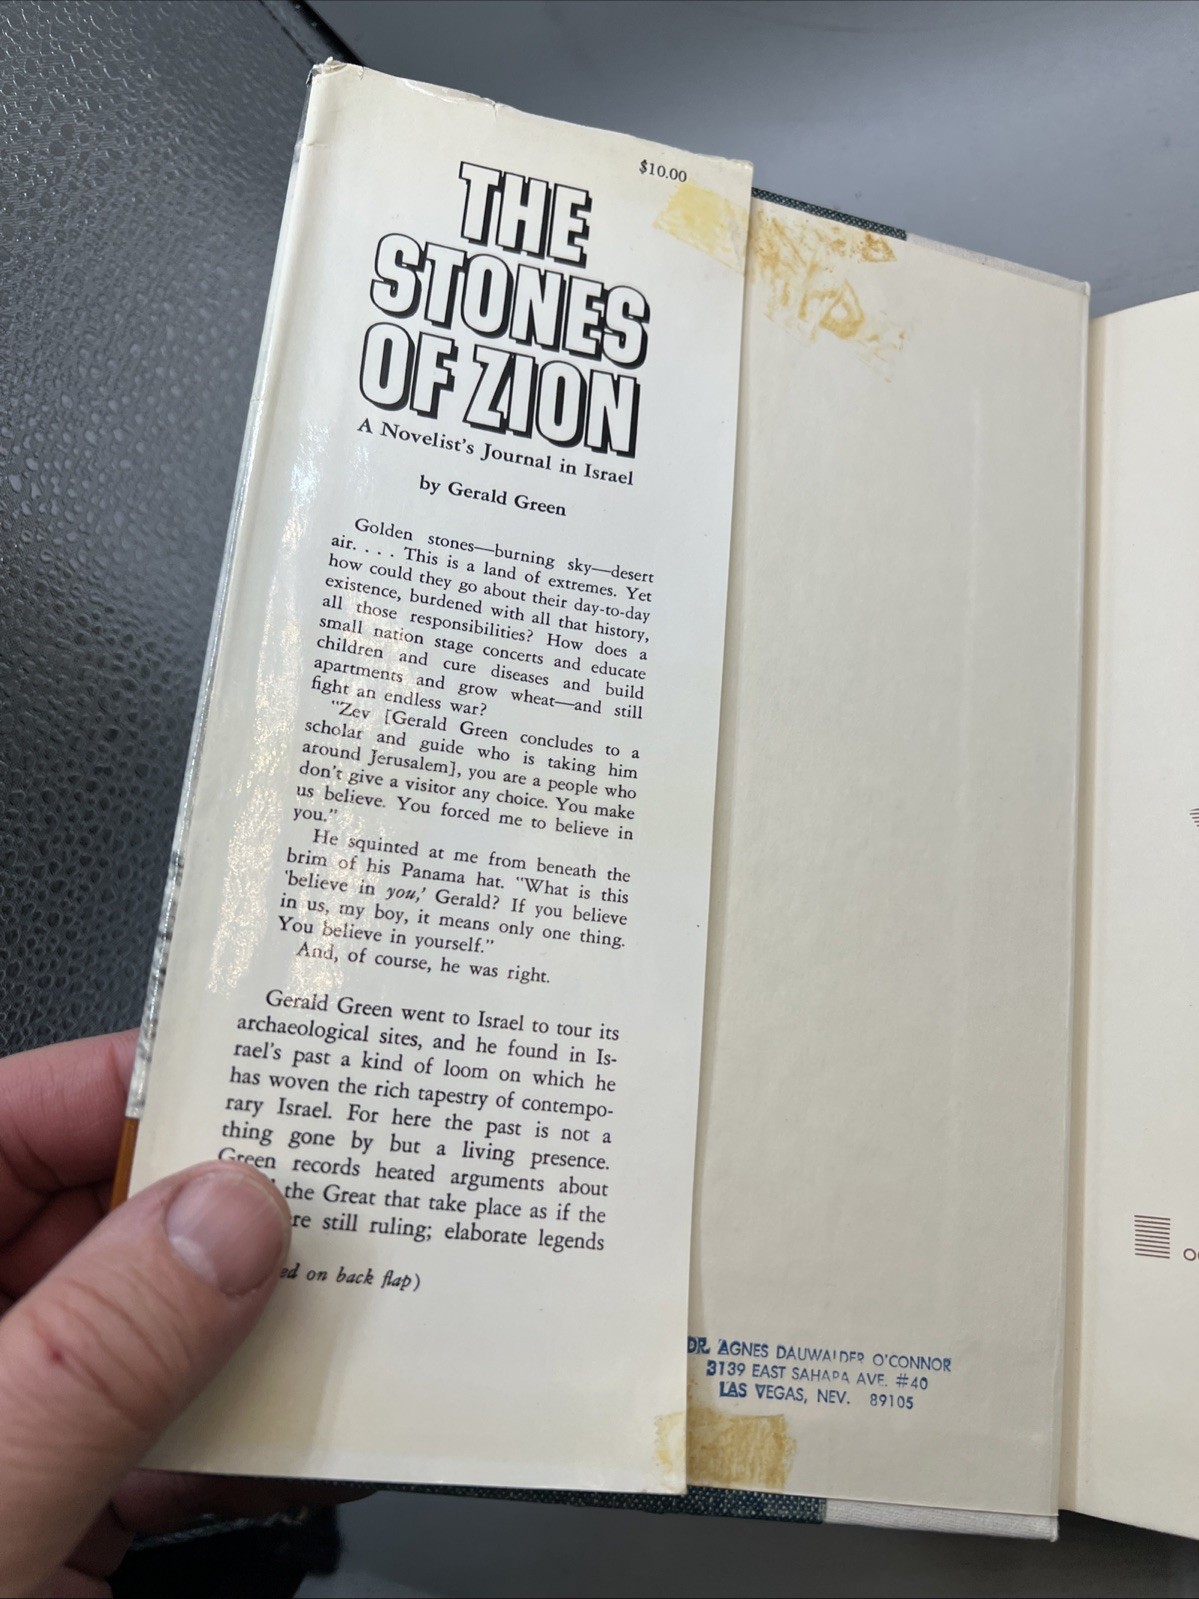 $10.00
THE
STONES
OF ZION
A Novelist's Journal in Israel
by Gerald Green
Golden stones—burning sky—desert
air. . . . This is a land of extremes. Yet
how could they go about their day-to-day
existence, burdened with all that history,
all those responsibilities? How does a
small nation stage concerts and educate
children and cure diseases and build
apartments and grow wheat—and still
fight an endless war?
"Zev [Gerald Green concludes to a
scholar and guide who is taking him
around Jerusalem], you are a people who
don't give a visitor any choice. You make
us believe. You forced me to believe in
you."
He squinted at me from beneath the
brim of his Panama hat. "What is this
'believe in you,' Gerald? If you believe
in us, my boy, it means only one thing.
You believe in yourself."
And, of course, he was right.
Gerald Green went to Israel to tour its
archaeological sites, and he found in Is-
rael's past a kind of loom on which he
has woven the rich tapestry of contempo-
rary Israel. For here the past is not a
thing gone by but a living presence.
Green records heated arguments about
the Great that take place as if the
still ruling; elaborate legends
on back flap)
DR. AGNES DAUWALDER O'CONNOR
3139 EAST SAHARA AVE. #40
LAS VEGAS, NEV. 89105